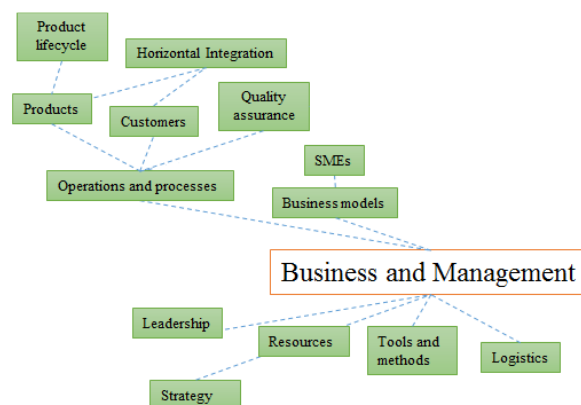 Product
lifecycle
Horizontal Integration
Products
Customers
Quality
assurance
SMEs
Operations and processes
Business models
Business and Management
Leadership
Resources
Tools and
methods
Logistics
Strategy